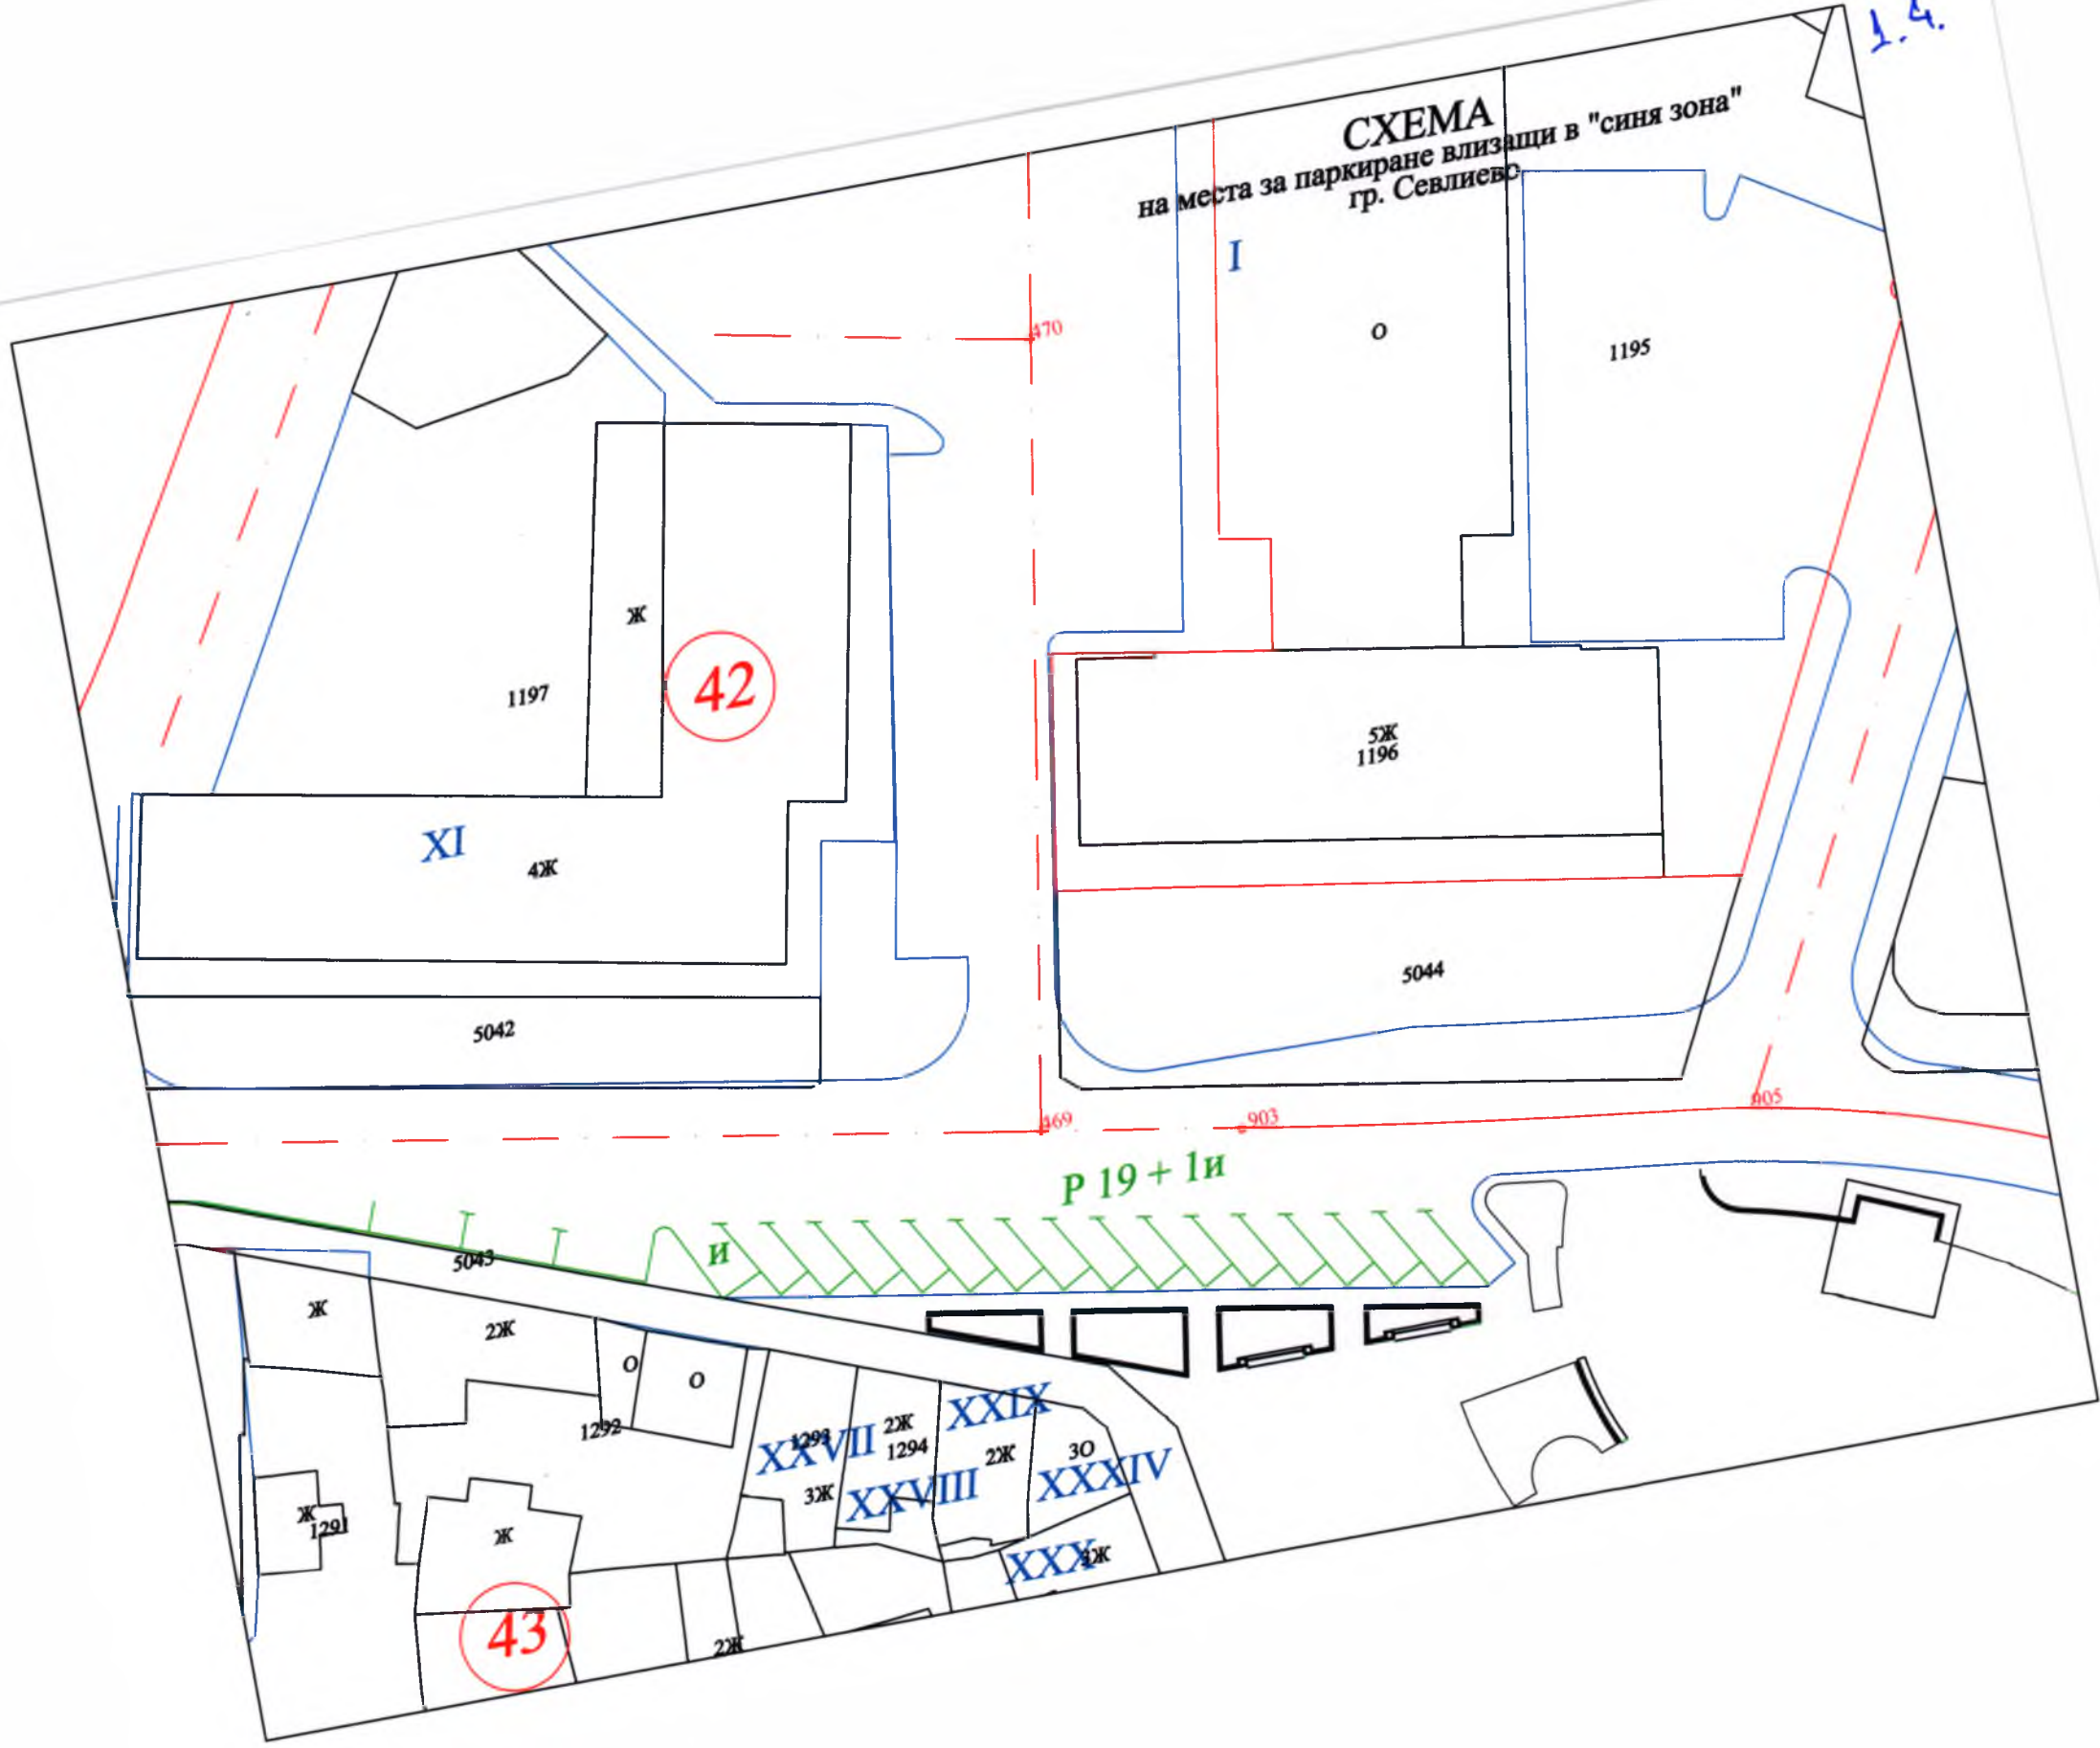 1.4.
СХЕМА
на места за паркиране влизащи в "синя зона"
гр. Севлиево
I
О
1195
470
Ж
42
1197
5Ж
1196
XI
4Ж
5044
5042
469
903
905
Р 19 + 1и
и
5043
Ж
2Ж
О
О
1292
1293
XXVII
3Ж
2Ж
1294
XXVIII
XXIX
2Ж
3О
XXXIV
XXX
3Ж
Ж
1291
Ж
43
2Ж